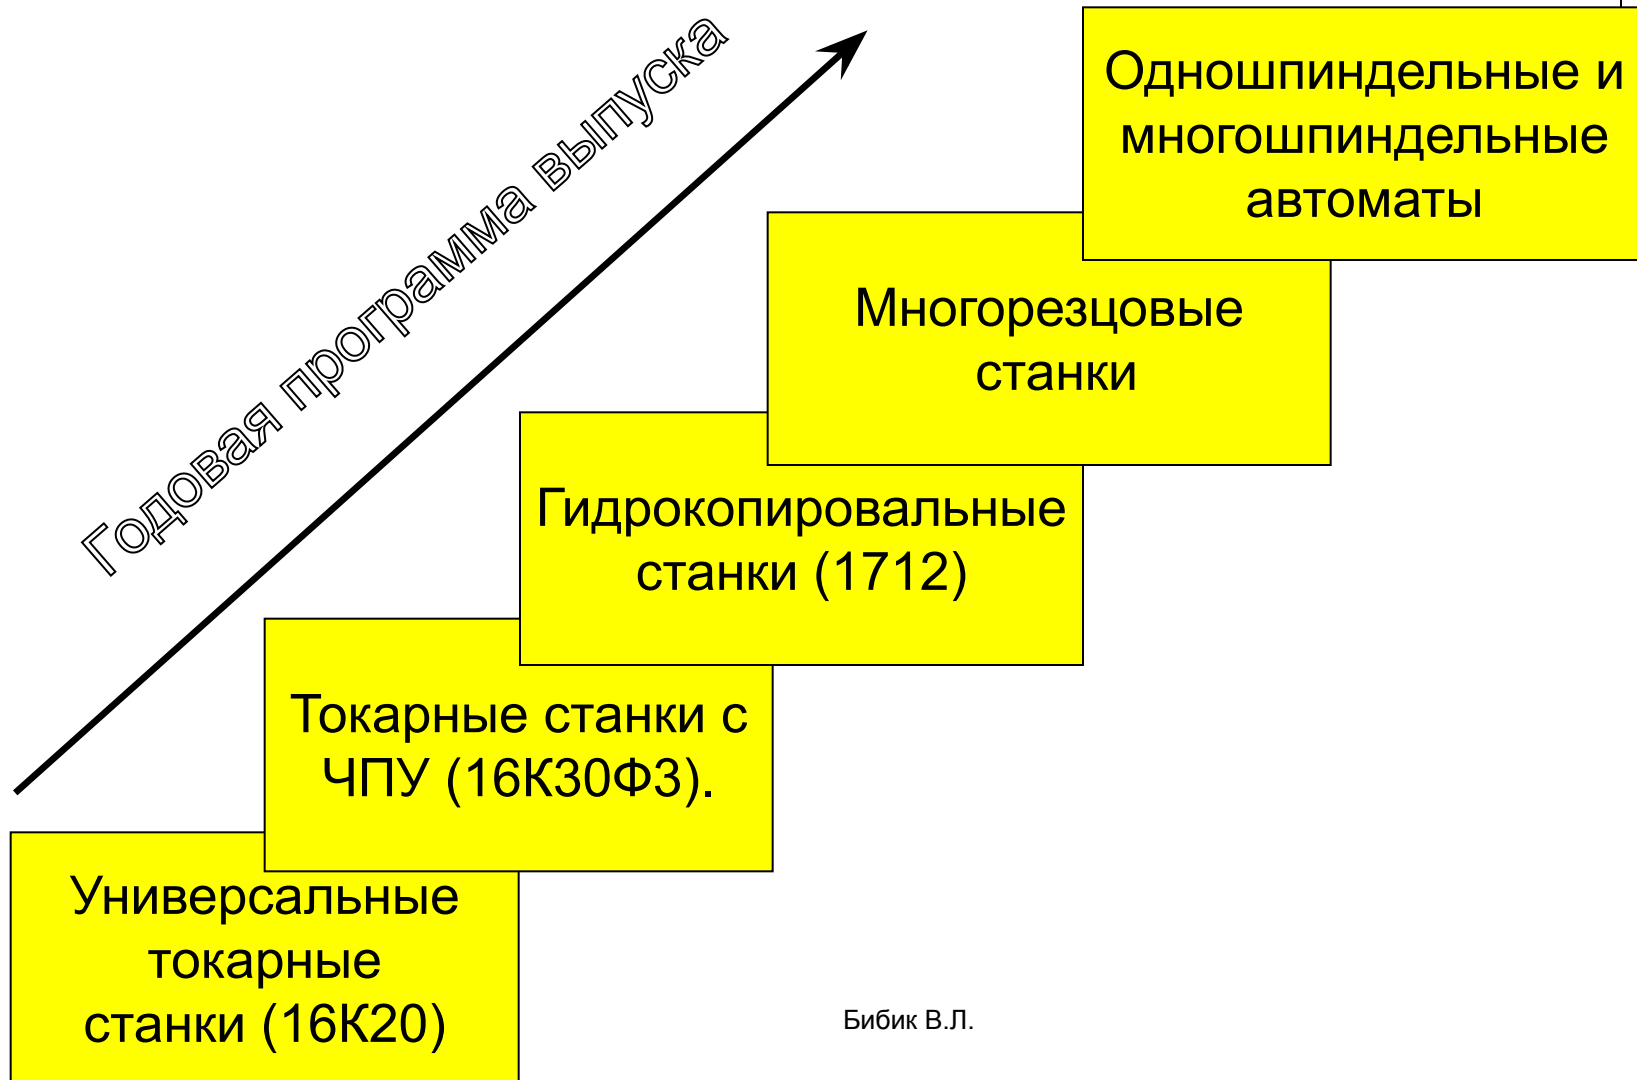 Годовая программа выпуска
Одношпиндельные и
многошпиндельные
автоматы
Многорезцовые
станки
Гидрокопировальные
станки (1712)
Токарные станки с
ЧПУ (16К30Ф3).
Универсальные
токарные
станки (16К20)
Бибик В.Л.